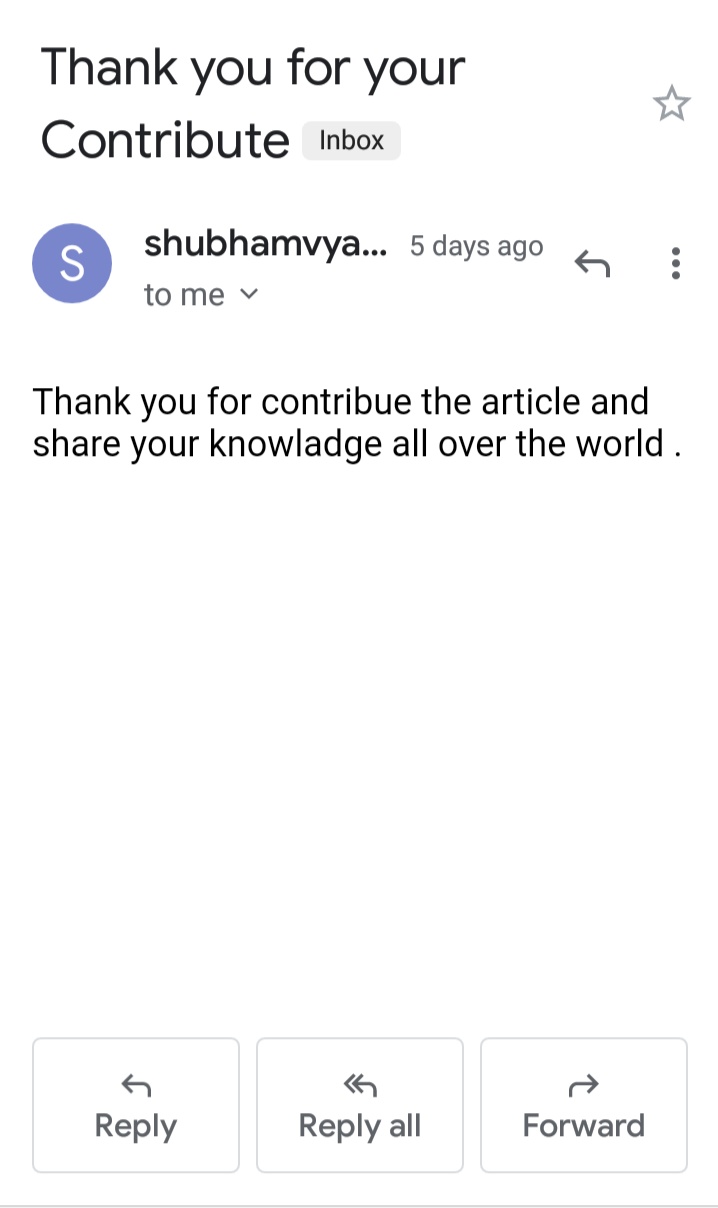 Thank you for your
Contribute Inbox
S
shubhamvya... 5 days ago
to me
Thank you for contribue the article and
share your knowladge all over the world .
Reply Reply all Forward